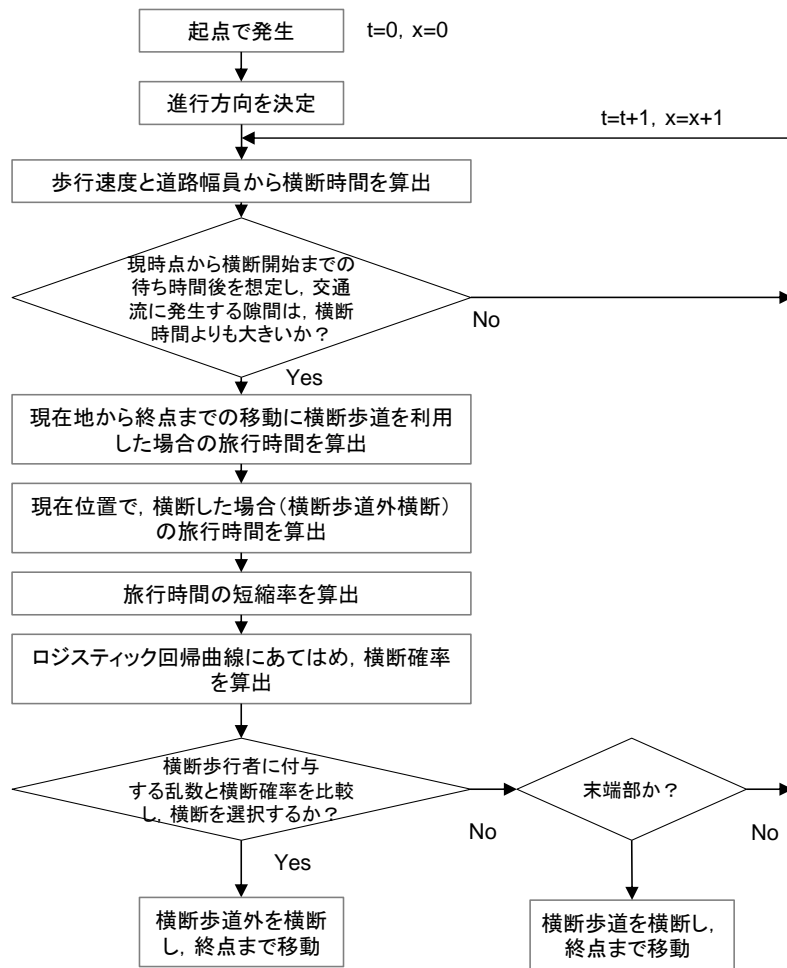 起点で発生
t=0, x=0
進行方向を決定
t=t+1, x=x+1
歩行速度と道路幅員から横断時間を算出
現時点から横断開始までの
待ち時間後を想定し，交通
流に発生する隙間は，横断
時間よりも大きいか？
No
Yes
現在地から終点までの移動に横断歩道を利用
した場合の旅行時間を算出
現在位置で，横断した場合（横断歩道外横断）
の旅行時間を算出
旅行時間の短縮率を算出
ロジスティック回帰曲線にあてはめ，横断確率
を算出
横断歩行者に付与
する乱数と横断確率を比較
し，横断を選択するか？
No
末端部か？
No
Yes
横断歩道外を横断
し，終点まで移動
横断歩道を横断し，
終点まで移動